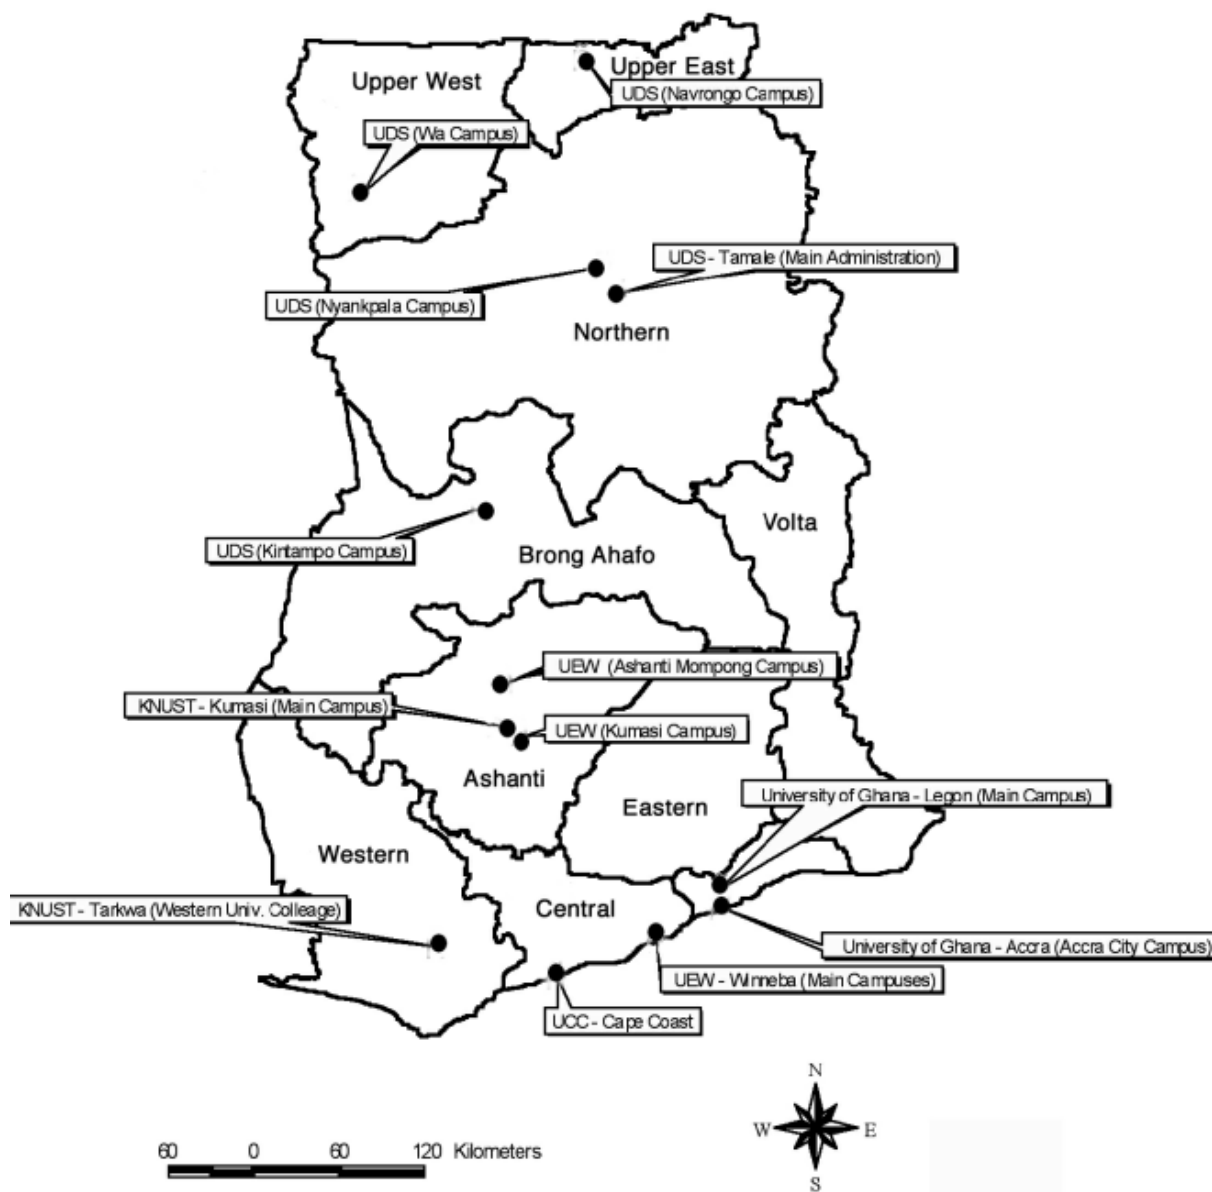 Upper West
Upper East
UDS (Navrongo Campus)
UDS (Wa Campus)
UDS - Tamale (Main Administration)
UDS (Nyankpala Campus)
Northern
Volta
UDS (Kintampo Campus)
Brong Ahafo
UEW (Ashanti Mompong Campus)
KNUST - Kumasi (Main Campus)
UEW (Kumasi Campus)
Ashanti
University of Ghana - Legon (Main Campus)
Eastern
Western
KNUST - Tarkwa (Western Univ. Colleage)
Central
University of Ghana - Accra (Accra City Campus)
UEW - Winneba (Main Campuses)
UCC - Cape Coast
N
W E
S
60 0 60 120 Kilometers